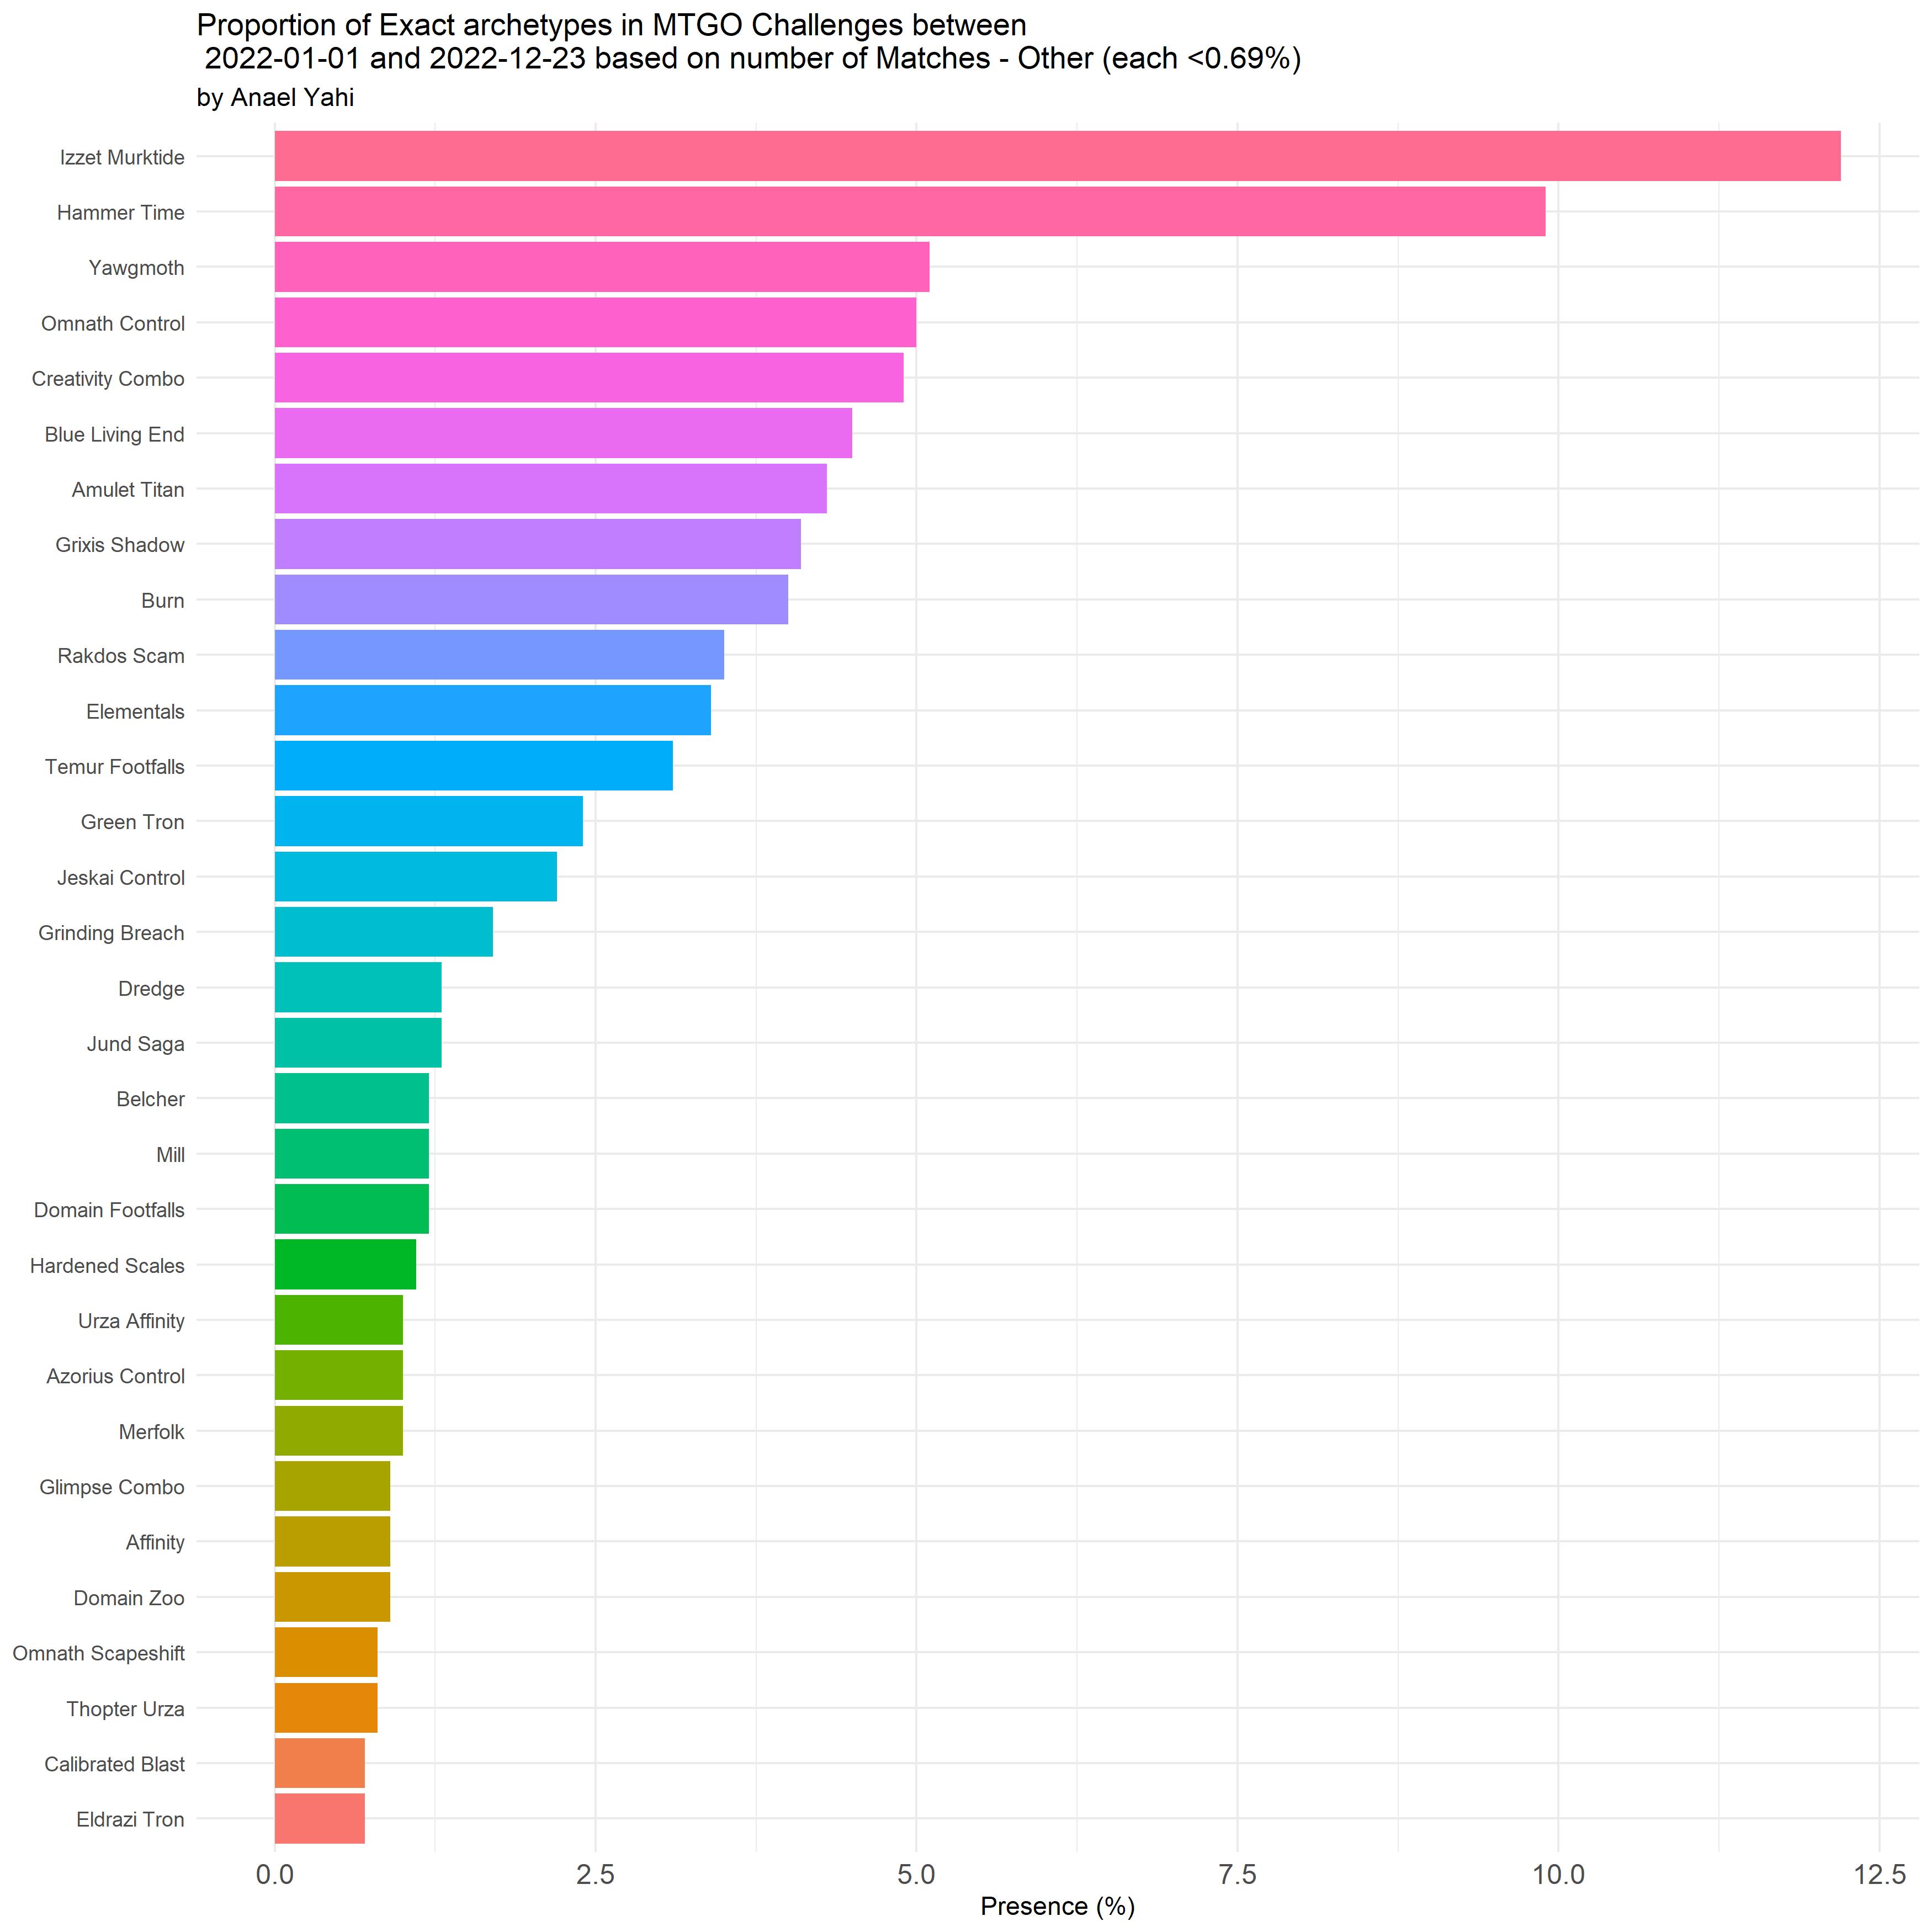 Proportion of Exact archetypes in MTGO Challenges between
2022-01-01 and 2022-12-23 based on number of Matches - Other (each <0.69%)
by Anael Yahi
Izzet Murktide
Hammer Time
Yawgmoth
Omnath Control
Creativity Combo
Blue Living End
Amulet Titan
Grixis Shadow
Burn
Rakdos Scam
Elementals
Temur Footfalls
Green Tron
Jeskai Control
Grinding Breach
Dredge
Jund Saga
Belcher
Mill
Domain Footfalls
Hardened Scales
Urza Affinity
Azorius Control
Merfolk
Glimpse Combo
Affinity
Domain Zoo
Omnath Scapeshift
Thopter Urza
Calibrated Blast
Eldrazi Tron
0.0 2.5 5.0 7.5 10.0 12.5
Presence (%)